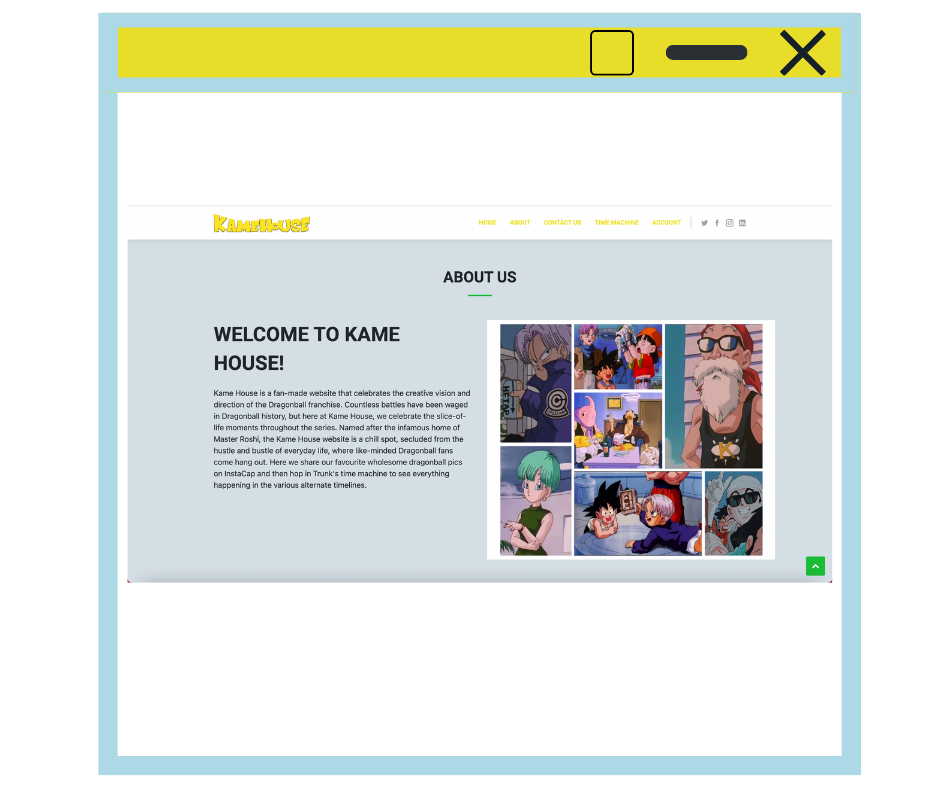 KAMEHOUSE
HOME ABOUT CONTACT US TIME MACHINE ACCOUNT
ABOUT US
WELCOME TO KAME
HOUSE!
Kame House is a fan-made website that celebrates the creative vision and
direction of the Dragonball franchise. Countless battles have been waged
in Dragonball history, but here at Kame House, we celebrate the slice-of-
life moments throughout the series. Named after the infamous home of
Master Roshi, the Kame House website is a chill spot, secluded from the
hustle and bustle of everyday life, where like-minded Dragonball fans
come hang out. Here we share our favourite wholesome dragonball pics
on InstaCap and then hop in Trunk's time machine to see everything
happening in the various alternate timelines.